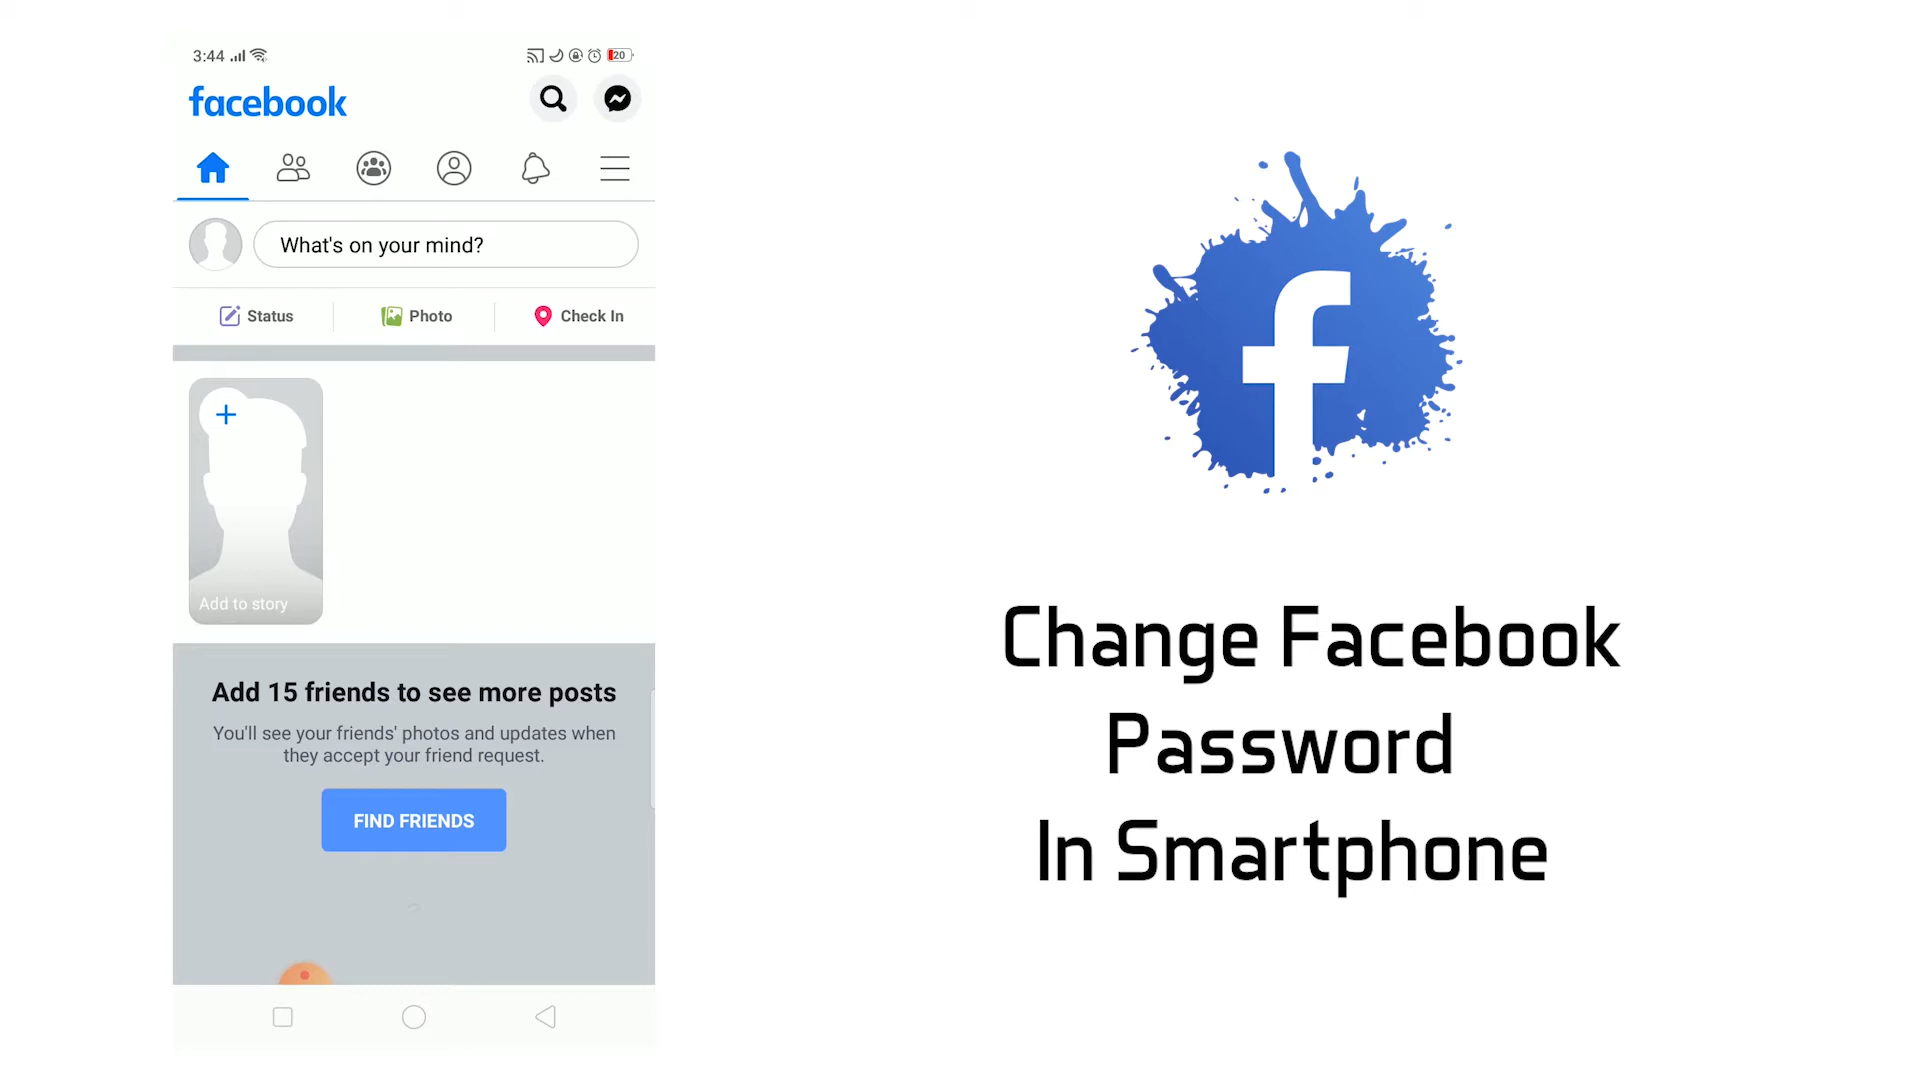 3:44
20
facebook
What's on your mind?
Status
Photo
Check In
Add to story
Add 15 friends to see more posts
You'll see your friends' photos and updates when
they accept your friend request.
FIND FRIENDS
f
Change Facebook
Password
In Smartphone